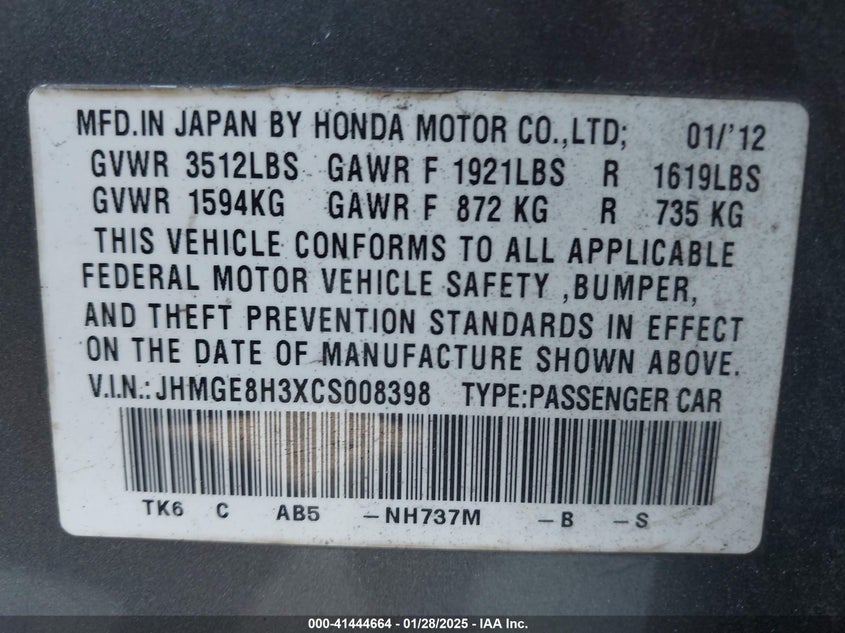 MFD.IN JAPAN BY HONDA MOTOR CO.,LTD; 01/'12
GVWR 3512LBS GAWR F 1921LBS R 1619LBS
GVWR 1594KG GAWR F 872 KG R 735 KG
THIS VEHICLE CONFORMS TO ALL APPLICABLE
FEDERAL MOTOR VEHICLE SAFETY ,BUMPER,
AND THEFT PREVENTION STANDARDS IN EFFECT
ON THE DATE OF MANUFACTURE SHOWN ABOVE.
V.I.N.:JHMGE8H3XCS008398 TYPE:PASSENGER CAR
TK6 C AB5 -NH737M -B -S
000-41444664 - 01/28/2025 - IAA Inc.